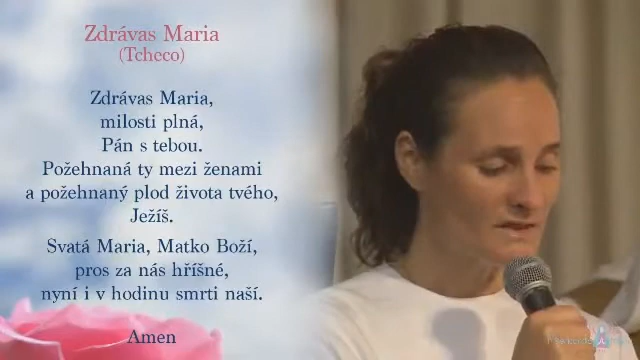 Zdrávas Maria
(Tcheco)
Zdrávas Maria,
milosti plná,
Pán s tebou.
Požehnaná ty mezi ženami
a požehnaný plod života tvého,
Ježíš.
Svatá Maria, Matko Boží,
pros za nás hříšné,
nyní i v hodinu smrti naší.
Amen